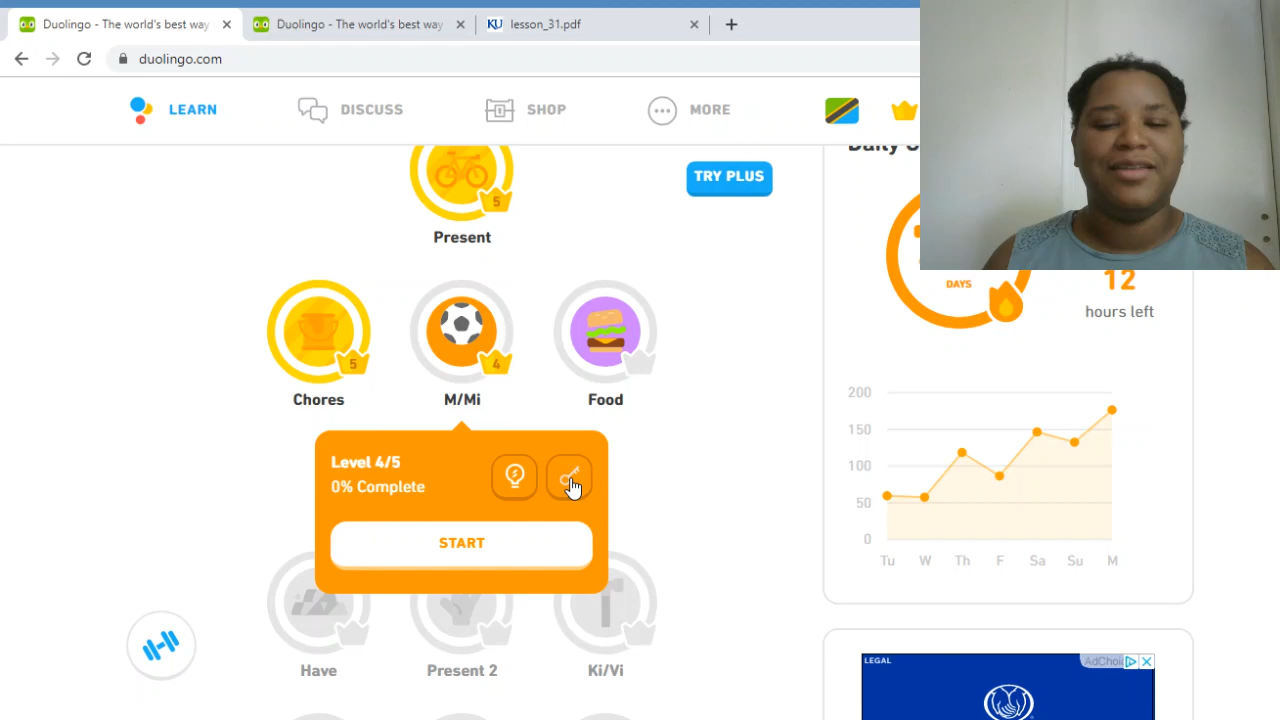 Duolingo - The world's best way
Duolingo - The world's best way
KU lesson_31.pdf
duolingo.com
LEARN
DISCUSS
SHOP
MORE
TRY PLUS
5
Present
DAYS
12
hours left
5
4
Chores
M/Mi
Food
Level 4/5
0% Complete
START
200
150
100
50
0
Tu W Th F Sa Su M
Have
Present 2
Ki/Vi
LEGAL